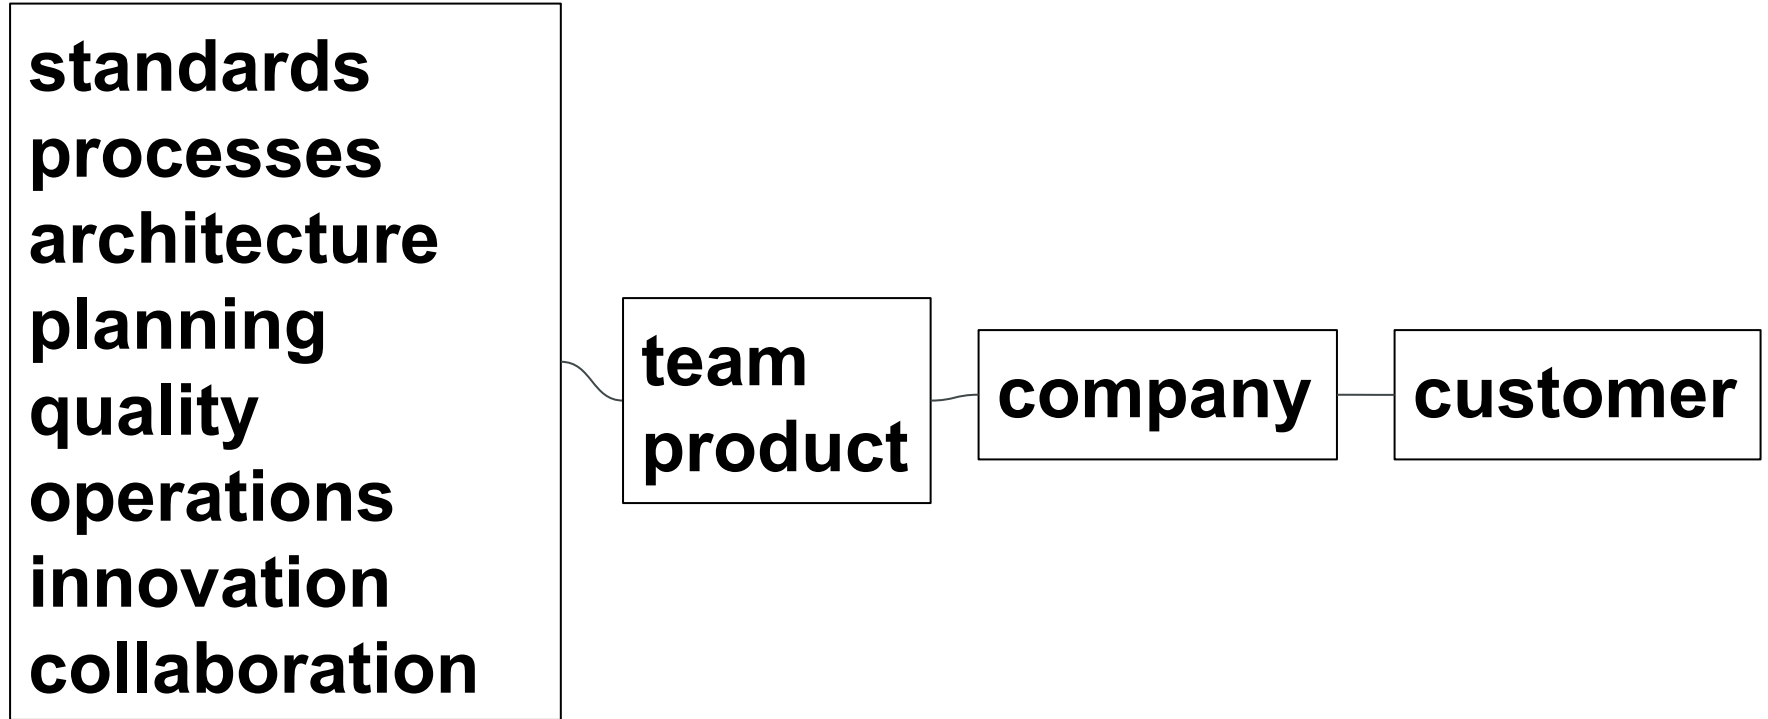 standards
processes
architecture
planning
quality
operations
innovation
collaboration
team
product
company
customer